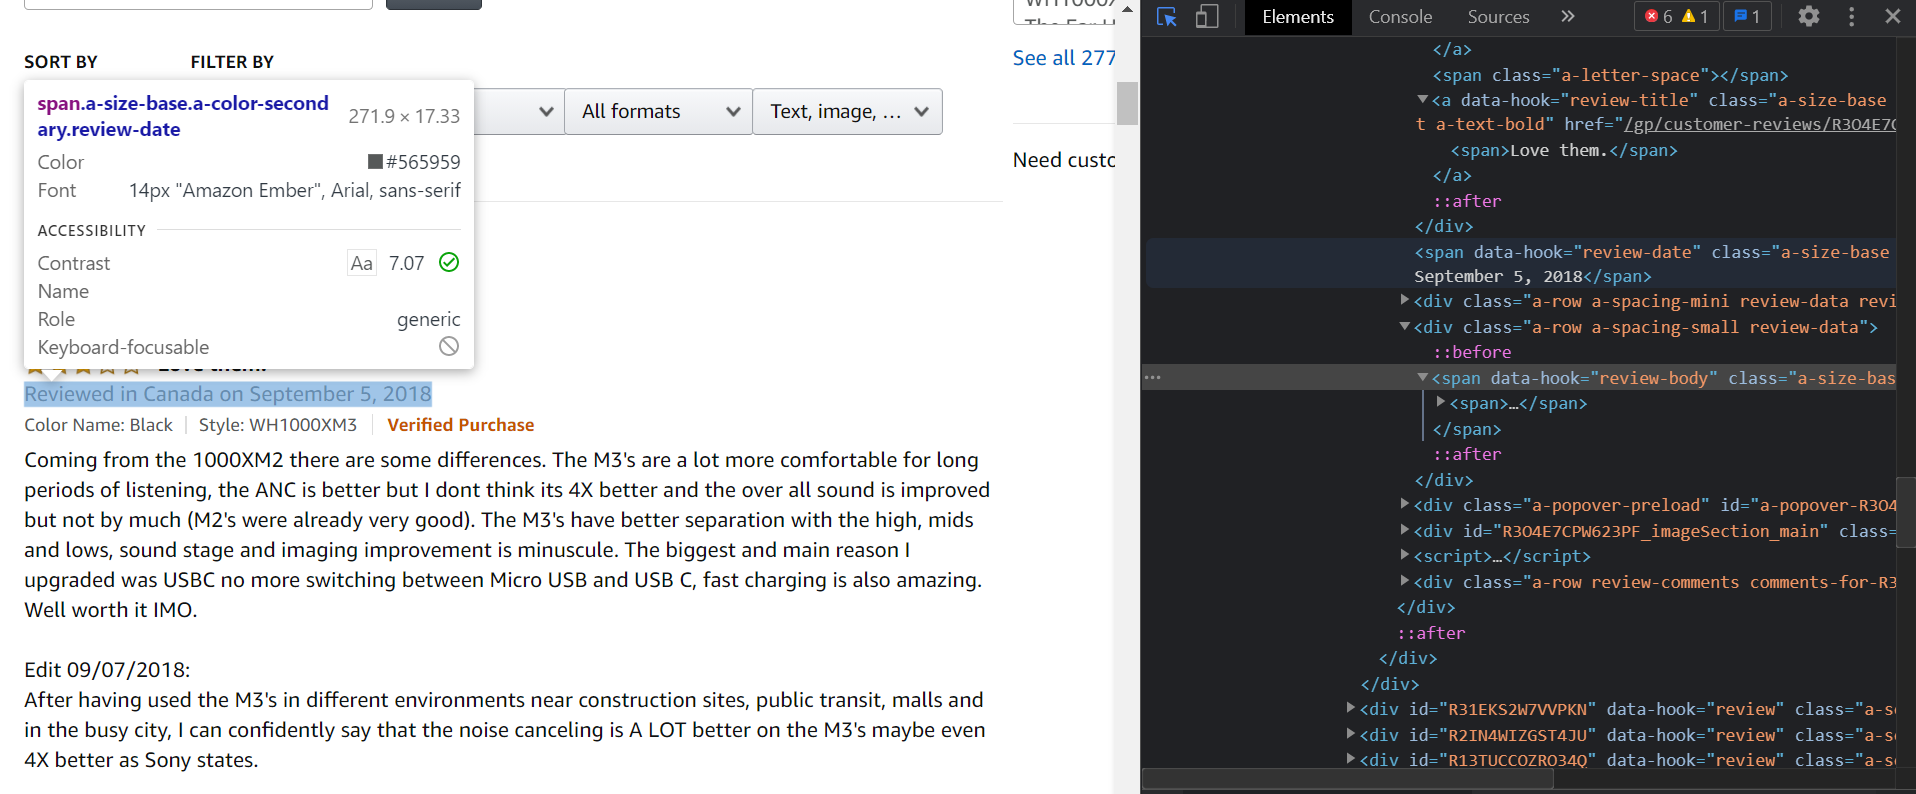 SORT BY
FILTER BY
span.a-size-base.a-color-second
ary.review-date
271.9 × 17.33
Color
#565959
Font
14px "Amazon Ember", Arial, sans-serif
ACCESSIBILITY
Contrast
Aa 7.07
Name
Role
generic
Keyboard-focusable
All formats
Text, image, ...
See all 277
Need custo
Reviewed in Canada on September 5, 2018
Color Name: Black | Style: WH1000XM3 | Verified Purchase
Coming from the 1000XM2 there are some differences. The M3's are a lot more comfortable for long
periods of listening, the ANC is better but I dont think its 4X better and the over all sound is improved
but not by much (M2's were already very good). The M3's have better separation with the high, mids
and lows, sound stage and imaging improvement is minuscule. The biggest and main reason I
upgraded was USBC no more switching between Micro USB and USB C, fast charging is also amazing.
Well worth it IMO.
Edit 09/07/2018:
After having used the M3's in different environments near construction sites, public transit, malls and
in the busy city, I can confidently say that the noise canceling is A LOT better on the M3's maybe even
4X better as Sony states.
Elements
Console
Sources
6
1
1
</a>
<span class="a-letter-space"></span>
<a data-hook="review-title" class="a-size-base
t a-text-bold" href="/gp/customer-reviews/R3O4E7C
<span>Love them.</span>
</a>
::after
</div>
<span data-hook="review-date" class="a-size-base
September 5, 2018</span>
<div class="a-row a-spacing-mini review-data revi
<div class="a-row a-spacing-small review-data">
::before
<span data-hook="review-body" class="a-size-bas
<span>…</span>
</span>
::after
</div>
<div class="a-popover-preload" id="a-popover-R3O4
<div id="R3O4E7CPW623PF_imageSection_main" class=
<script>…</script>
<div class="a-row review-comments comments-for-R3
</div>
::after
</div>
</div>
<div id="R31EKS2W7VVPKN" data-hook="review" class="a-s
<div id="R2IN4WIZGST4JU" data-hook="review" class="a-s
<div id="R13TUCCOZRO34Q" data-hook="review" class="a-s